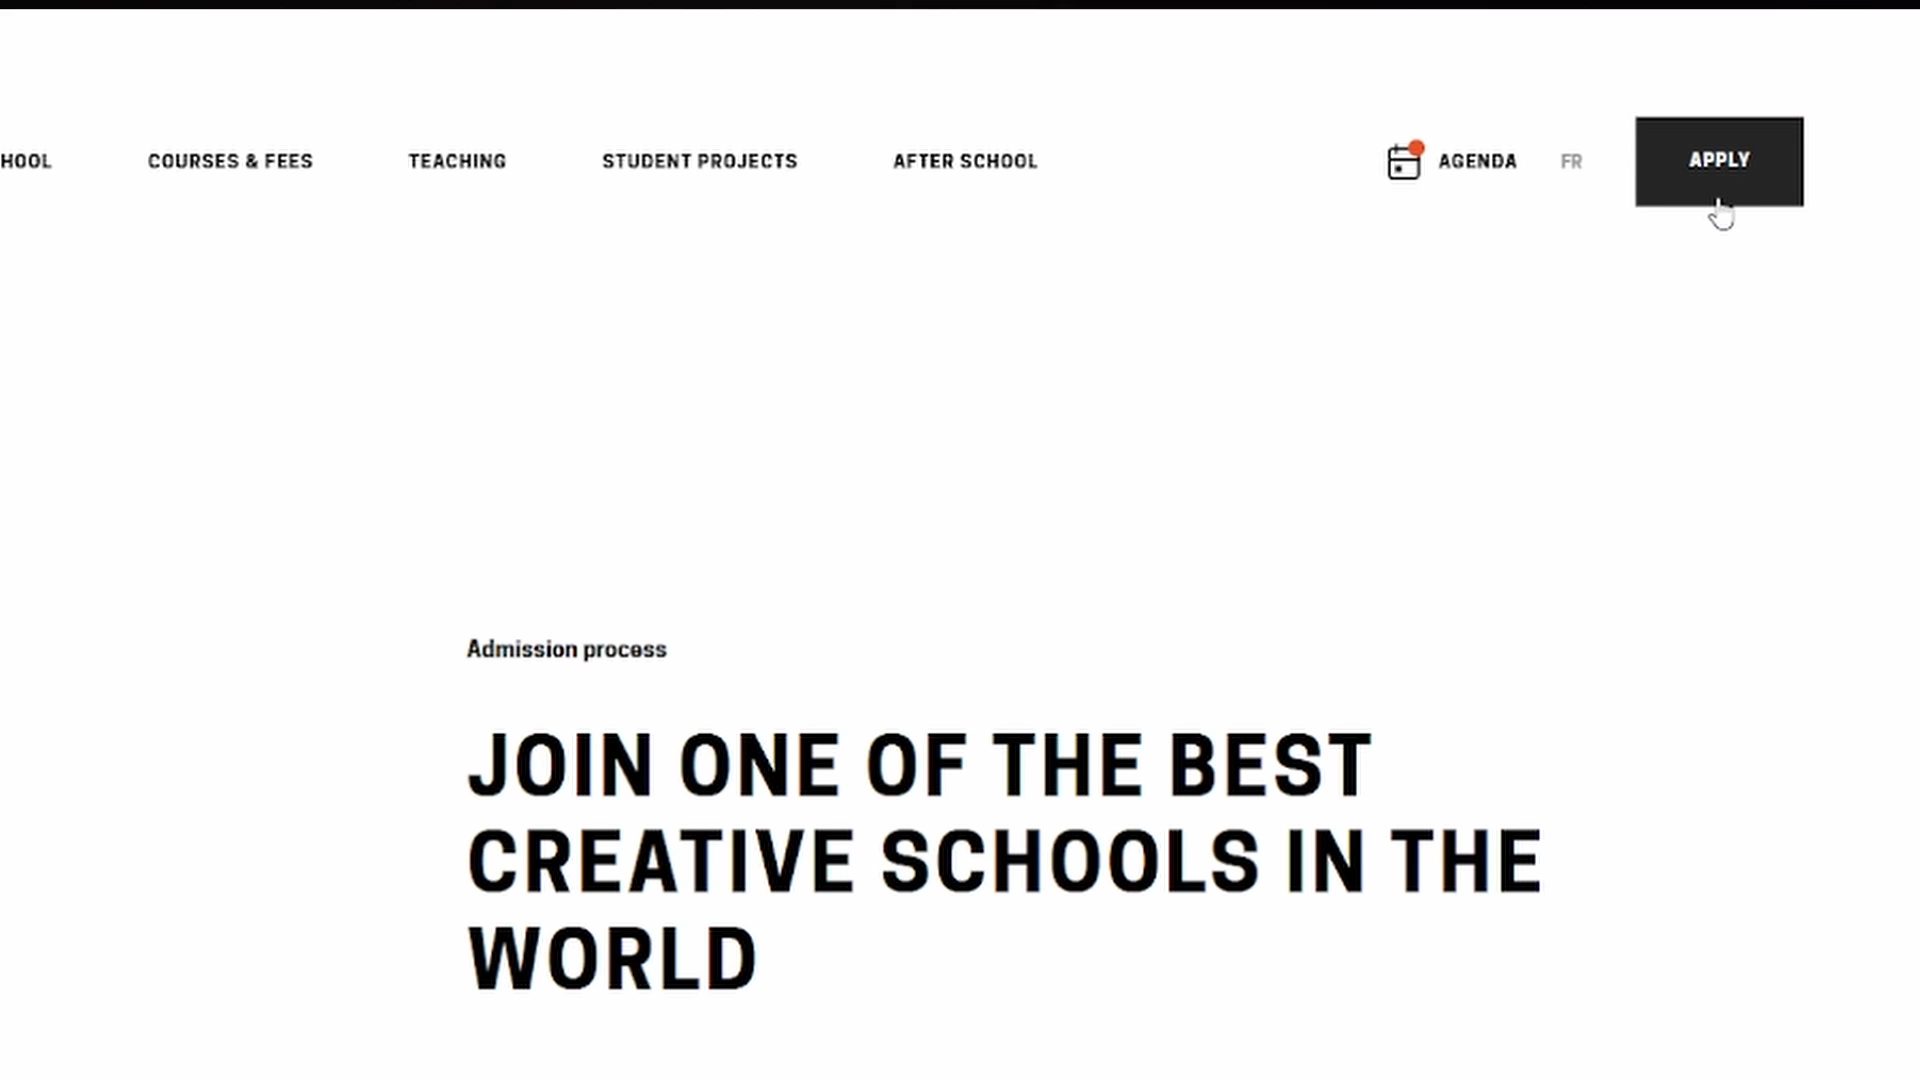 HOOL
COURSES & FEES
TEACHING
STUDENT PROJECTS
AFTER SCHOOL
AGENDA
FR
APPLY
Admission process
JOIN ONE OF THE BEST
CREATIVE SCHOOLS IN THE
WORLD